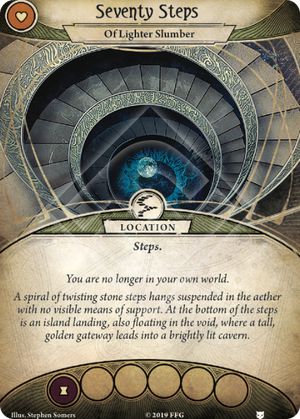 Seventy Steps
Of Lighter Slumber
LOCATION
Steps.
You are no longer in your own world.
A spiral of twisting stone steps hangs suspended in the aether
with no visible means of support. At the bottom of the steps
is an island landing, also floating in the void, where a tall,
golden gateway leads into a brightly lit cavern.
Illus. Stephen Somers
© 2019 FFG